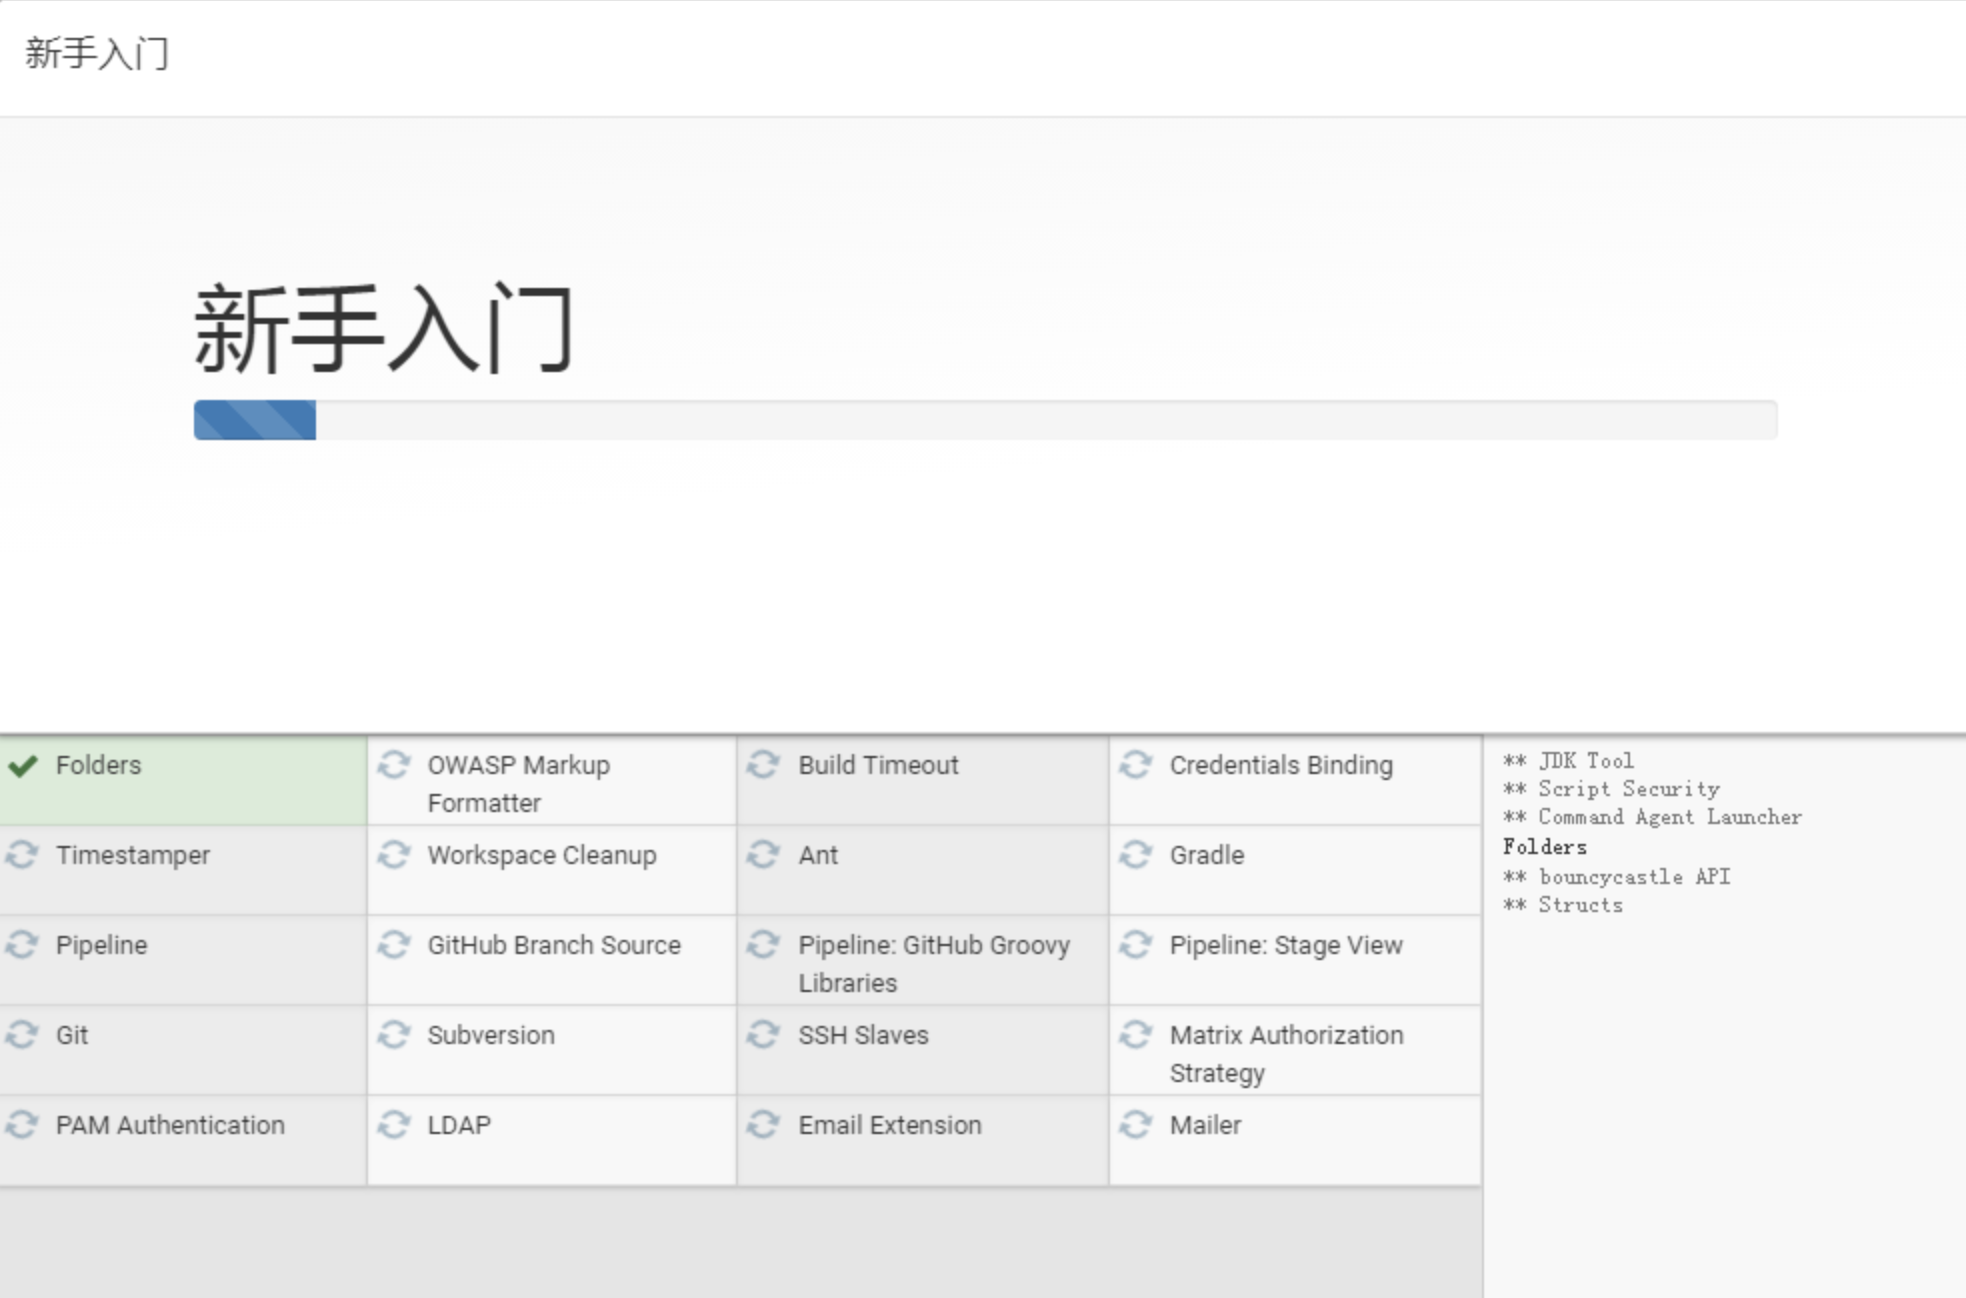 新手入门
新手入门
Folders
OWASP Markup
Formatter
Build Timeout
Credentials Binding
Timestamper
Workspace Cleanup
Ant
Gradle
Pipeline
GitHub Branch Source
Pipeline: GitHub Groovy
Libraries
Pipeline: Stage View
Git
Subversion
SSH Slaves
Matrix Authorization
Strategy
PAM Authentication
LDAP
Email Extension
Mailer
** JDK Tool
** Script Security
** Command Agent Launcher
Folders
** bouncycastle API
** Structs